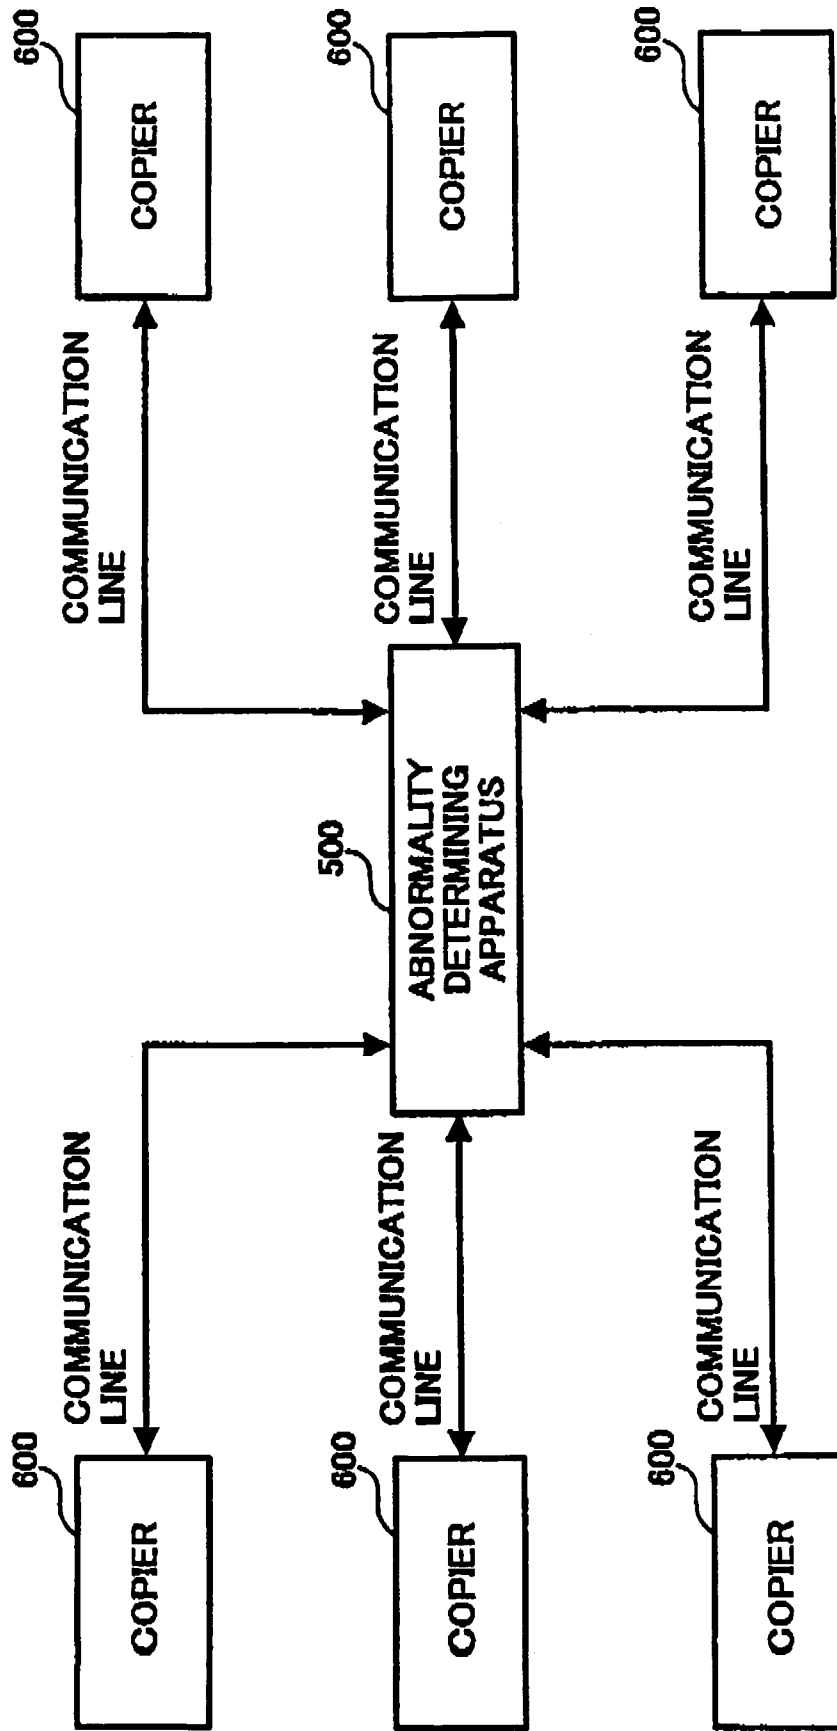 600
COPIER
COMMUNICATION
LINE
COMMUNICATION
LINE
600
COPIER
600
COPIER
COMMUNICATION
LINE
500
ABNORMALITY
DETERMINING
APPARATUS
COMMUNICATION
LINE
600
COPIER
600
COPIER
COMMUNICATION
LINE
COMMUNICATION
LINE
600
COPIER